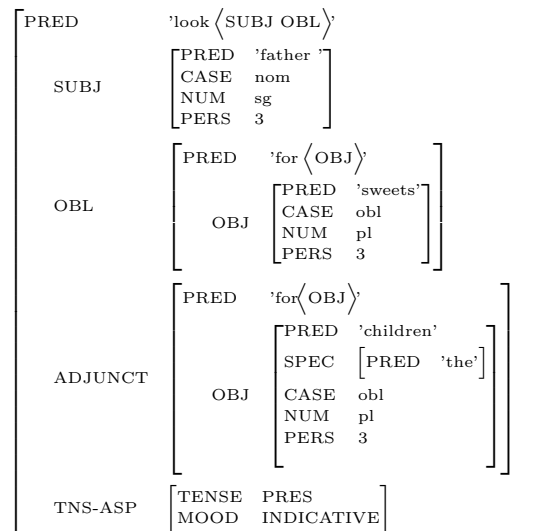 PRED 'look ⟨SUBJ OBL⟩'
SUBJ
PRED 'father '
CASE nom
NUM sg
PERS 3
OBL
PRED 'for ⟨OBJ⟩'
OBJ
PRED 'sweets'
CASE obl
NUM pl
PERS 3
ADJUNCT
PRED 'for⟨OBJ⟩'
OBJ
PRED 'children'
SPEC [PRED 'the']
CASE obl
NUM pl
PERS 3
TNS-ASP
TENSE PRES
MOOD INDICATIVE